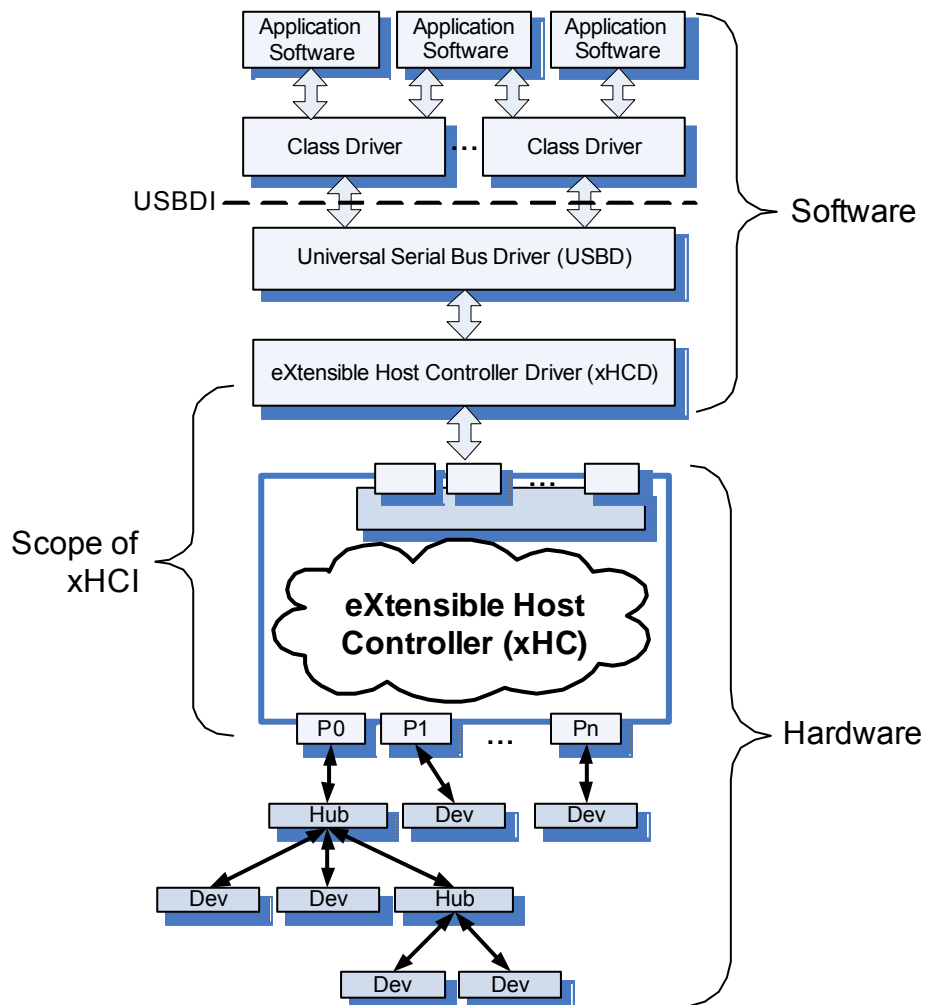 Application
Software
Application
Software
Application
Software
Class Driver
...
Class Driver
USBDI
Software
Universal Serial Bus Driver (USBD)
eXtensible Host Controller Driver (xHCD)
...
Scope of
xHCI
eXtensible Host
Controller (xHC)
P0
P1
...
Pn
Hardware
Hub
Dev
Dev
Dev
Dev
Hub
Dev
Dev